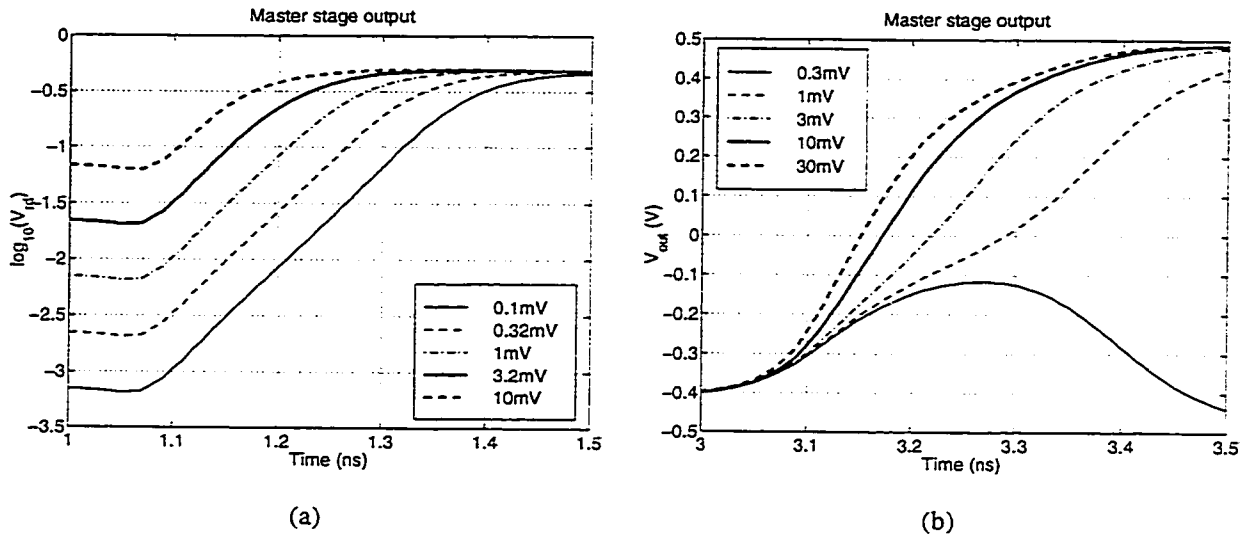 Master stage output
0
−0.5
−1
−1.5
−2
−2.5
−3
−3.5
log10(Vrd)
0.1mV
0.32mV
1mV
3.2mV
10mV
1
1.1
1.2
1.3
1.4
1.5
Time (ns)
(a)
Master stage output
0.5
0.4
0.3
0.2
0.1
0
−0.1
−0.2
−0.3
−0.4
−0.5
Vout (V)
0.3mV
1mV
3mV
10mV
30mV
3
3.1
3.2
3.3
3.4
3.5
Time (ns)
(b)